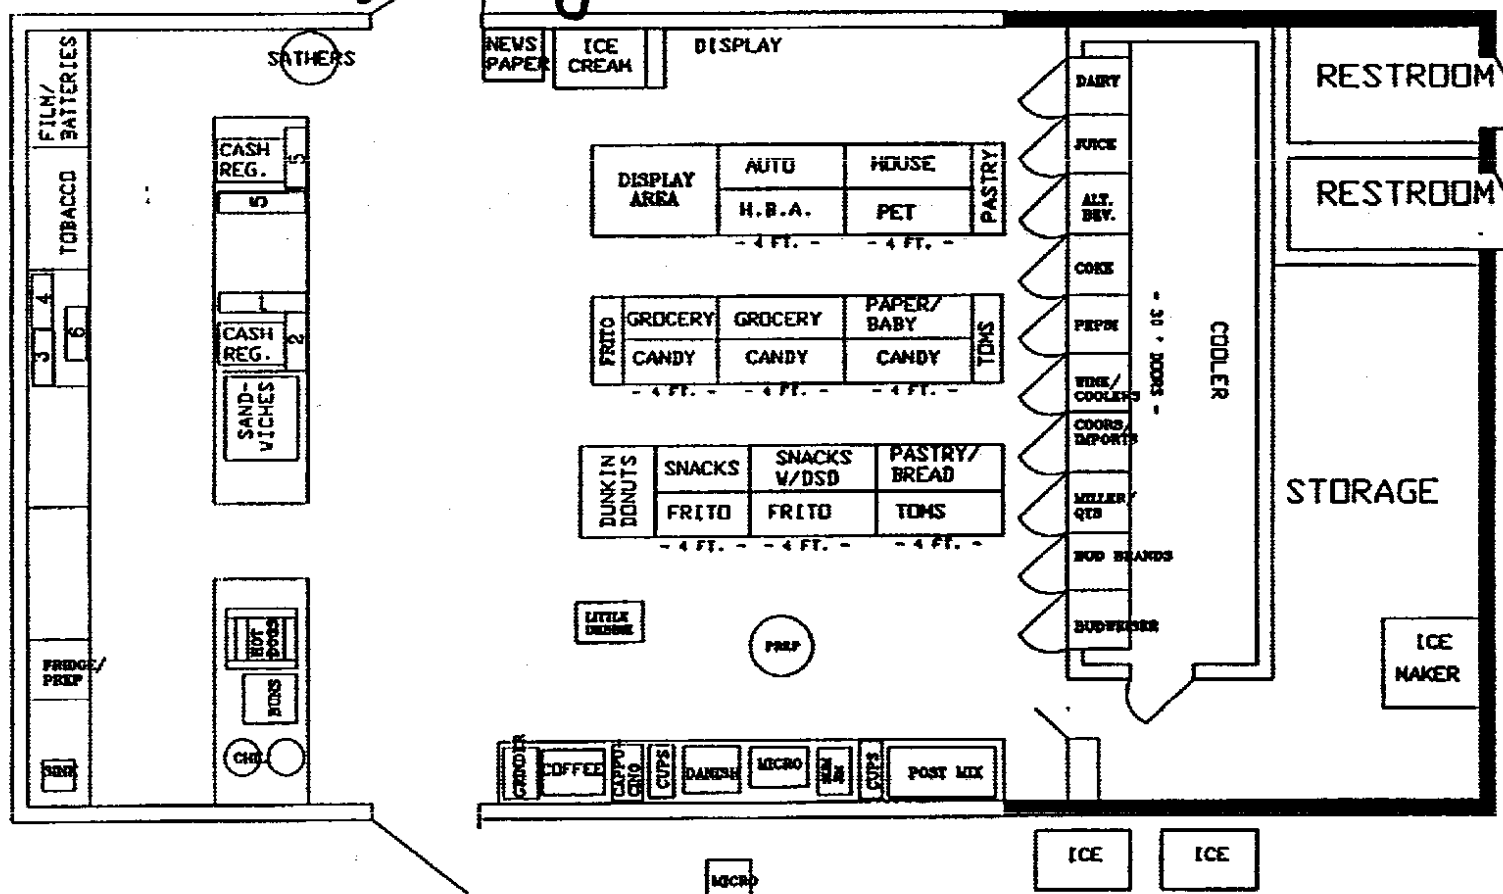 SATHERS
NEWS
PAPER
ICE
CREAM
DISPLAY
RESTROOM
RESTROOM
FILM/
BATTERIES
TOBACCO
4
3
6
CASH
REG.
5
5
1
CASH
REG.
2
SAND-
WICHES
DISPLAY
AREA
AUTO
HOUSE
H.B.A.
PET
PASTRY
- 4 FT. -
- 4 FT. -
FRITO
GROCERY
GROCERY
PAPER/
BABY
CANDY
CANDY
CANDY
TOMS
- 4 FT. -
- 4 FT. -
- 4 FT. -
DUNKIN
DONUTS
SNACKS
SNACKS
W/DSD
PASTRY/
BREAD
FRITO
FRITO
TOMS
- 4 FT. -
- 4 FT. -
- 4 FT. -
DAIRY
JUICE
ALT.
BEV.
COKE
PEPSI
WINE/
COOLERS
COORS/
IMPORTS
MILLER/
QTS
BUD BRANDS
BUDWEISER
- 30' DOORS -
COOLER
STORAGE
ICE
MAKER
LITTLE
DEBBIE
PREP
FRIDGE/
PREP
SINK
HOT
DOGS
BUNS
GRINDER
COFFEE
CAPPU-
CINO
CUPS
DANISH
MICRO
CUPS
POST MIX
ICE
ICE
MICRO